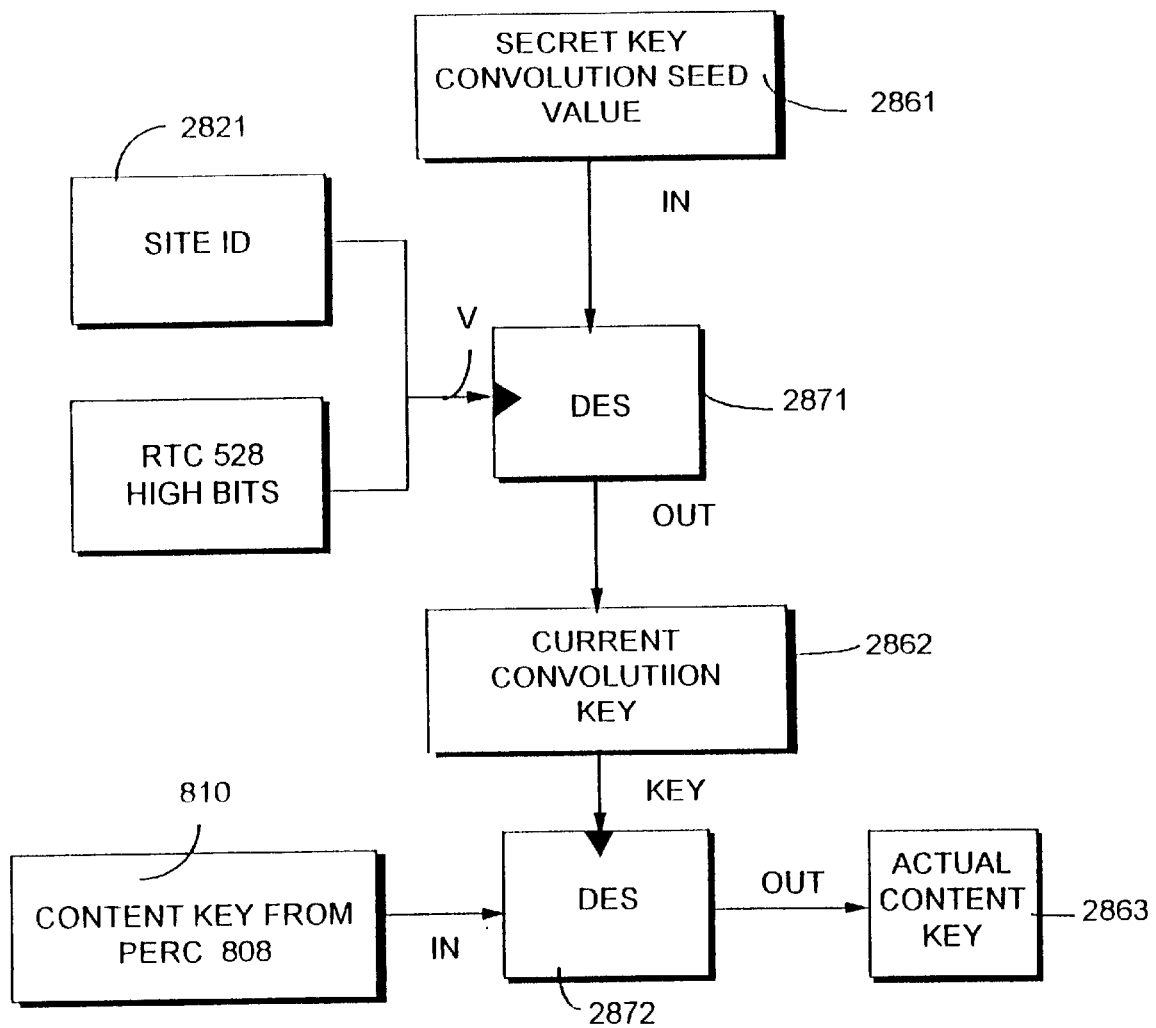 SECRET KEY
CONVOLUTION SEED
VALUE
2861
2821
IN
SITE ID
V
DES
2871
RTC 528
HIGH BITS
OUT
CURRENT
CONVOLUTIION
KEY
2862
KEY
810
CONTENT KEY FROM
PERC 808
IN
DES
2872
OUT
ACTUAL
CONTENT
KEY
2863